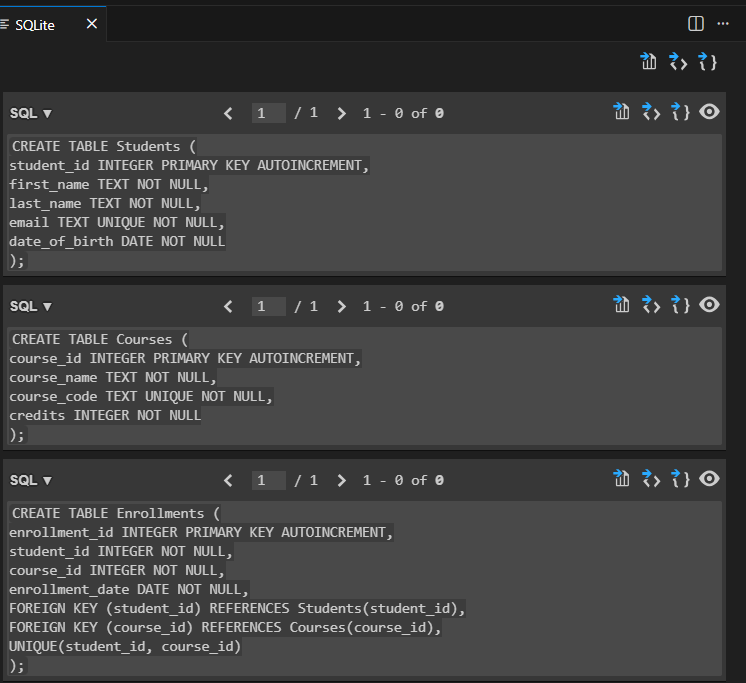 SQLite
SQL ▼ 1 / 1 1 - 0 of 0
CREATE TABLE Students (
student_id INTEGER PRIMARY KEY AUTOINCREMENT,
first_name TEXT NOT NULL,
last_name TEXT NOT NULL,
email TEXT UNIQUE NOT NULL,
date_of_birth DATE NOT NULL
);
SQL ▼ 1 / 1 1 - 0 of 0
CREATE TABLE Courses (
course_id INTEGER PRIMARY KEY AUTOINCREMENT,
course_name TEXT NOT NULL,
course_code TEXT UNIQUE NOT NULL,
credits INTEGER NOT NULL
);
SQL ▼ 1 / 1 1 - 0 of 0
CREATE TABLE Enrollments (
enrollment_id INTEGER PRIMARY KEY AUTOINCREMENT,
student_id INTEGER NOT NULL,
course_id INTEGER NOT NULL,
enrollment_date DATE NOT NULL,
FOREIGN KEY (student_id) REFERENCES Students(student_id),
FOREIGN KEY (course_id) REFERENCES Courses(course_id),
UNIQUE(student_id, course_id)
);